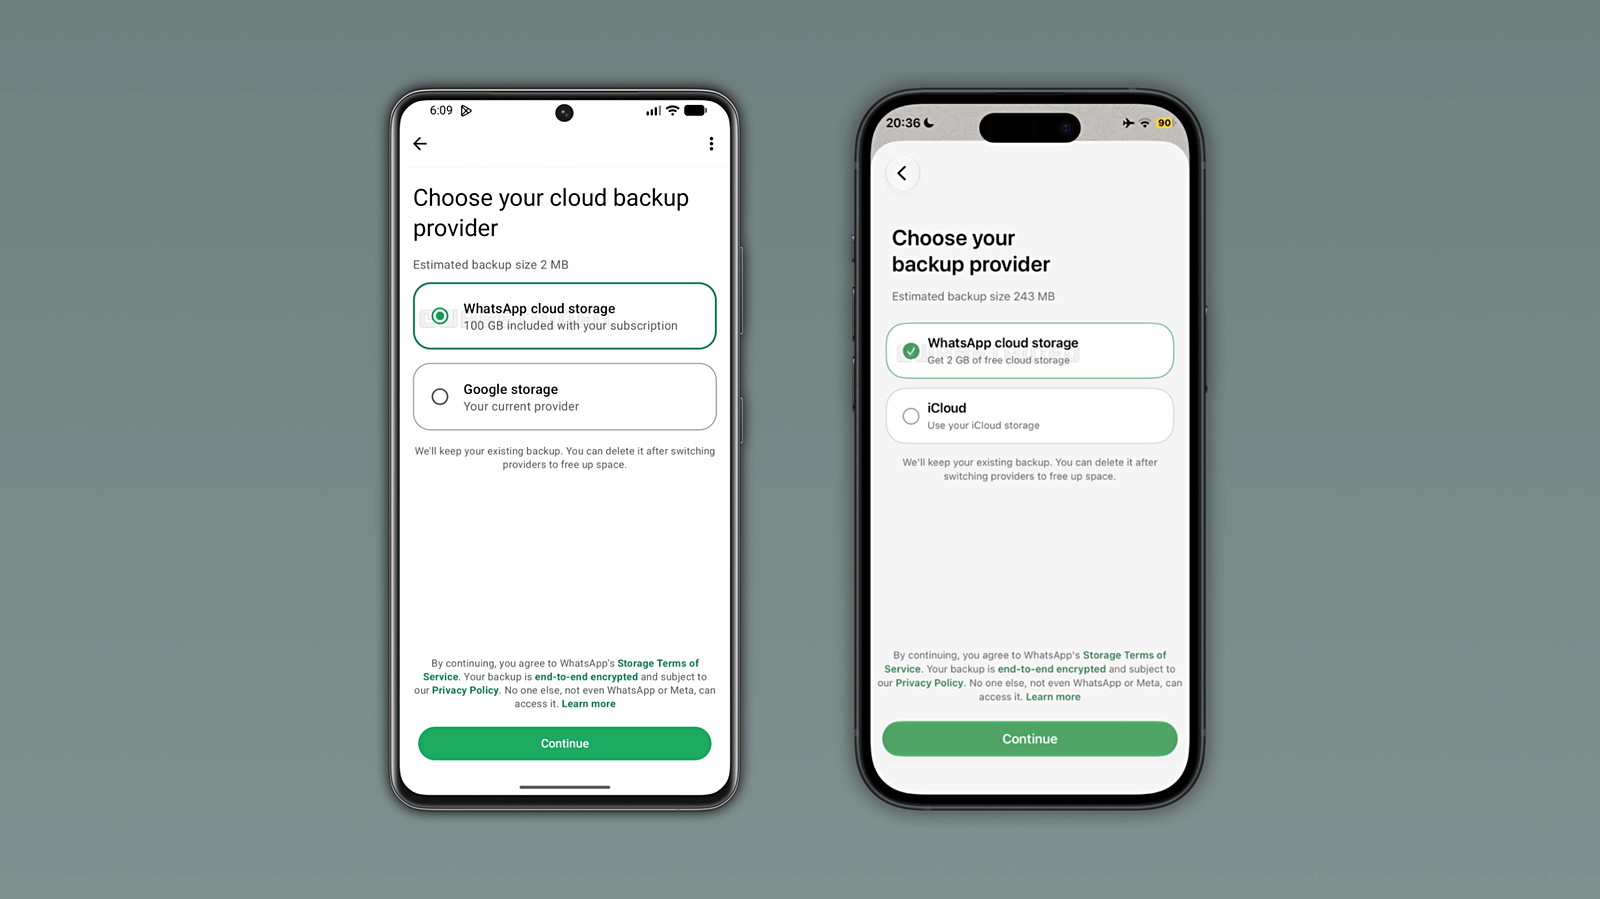 6:09
Choose your cloud backup
provider
Estimated backup size 2 MB
WhatsApp cloud storage
100 GB included with your subscription
Google storage
Your current provider
We'll keep your existing backup. You can delete it after switching
providers to free up space.
By continuing, you agree to WhatsApp's Storage Terms of
Service. Your backup is end-to-end encrypted and subject to
our Privacy Policy. No one else, not even WhatsApp or Meta, can
access it. Learn more
Continue
20:36
90
Choose your
backup provider
Estimated backup size 243 MB
WhatsApp cloud storage
Get 2 GB of free cloud storage
iCloud
Use your iCloud storage
We'll keep your existing backup. You can delete it after
switching providers to free up space.
By continuing, you agree to WhatsApp's Storage Terms of
Service. Your backup is end-to-end encrypted and subject to
our Privacy Policy. No one else, not even WhatsApp or Meta, can
access it. Learn more
Continue